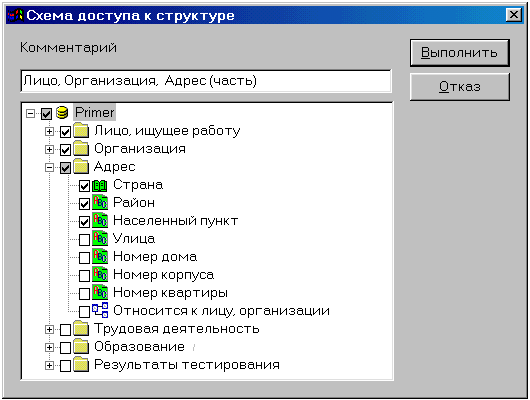 Схема доступа к структуре
Комментарий
Выполнить
Лицо, Организация, Адрес (часть)
Отказ
Primer
Лицо, ищущее работу
Организация
Адрес
Страна
Район
Населенный пункт
Улица
Номер дома
Номер корпуса
Номер квартиры
Относится к лицу, организации
Трудовая деятельность
Образование
Результаты тестирования